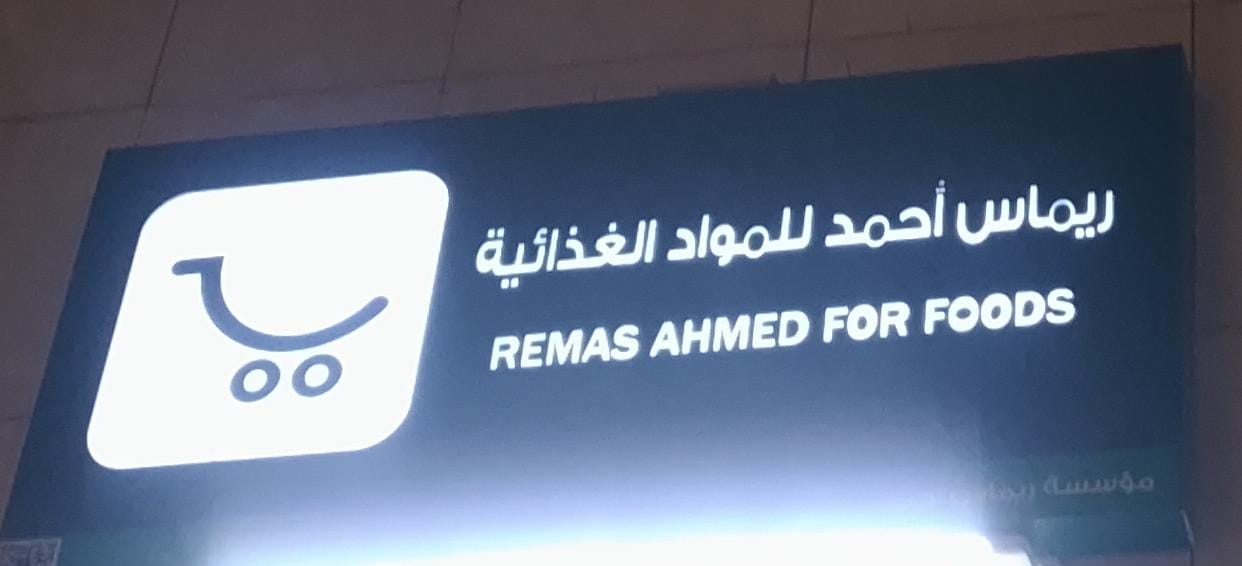 ريماس أحمد للمواد الغذائية
REMAS AHMED FOR FOODS
مؤسسة